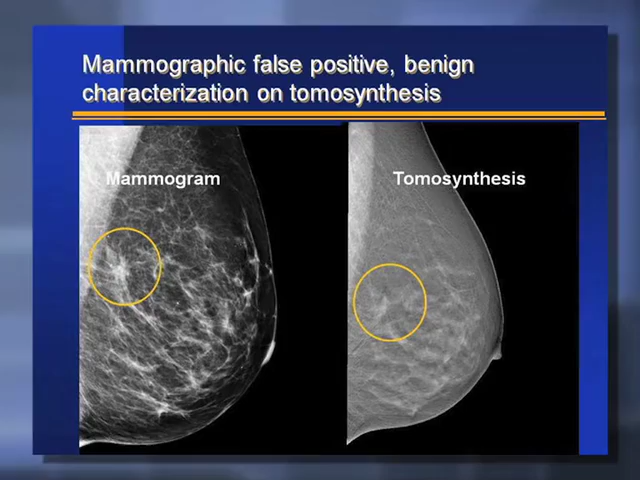 Mammographic false positive, benign
characterization on tomosynthesis
Mammogram
Tomosynthesis